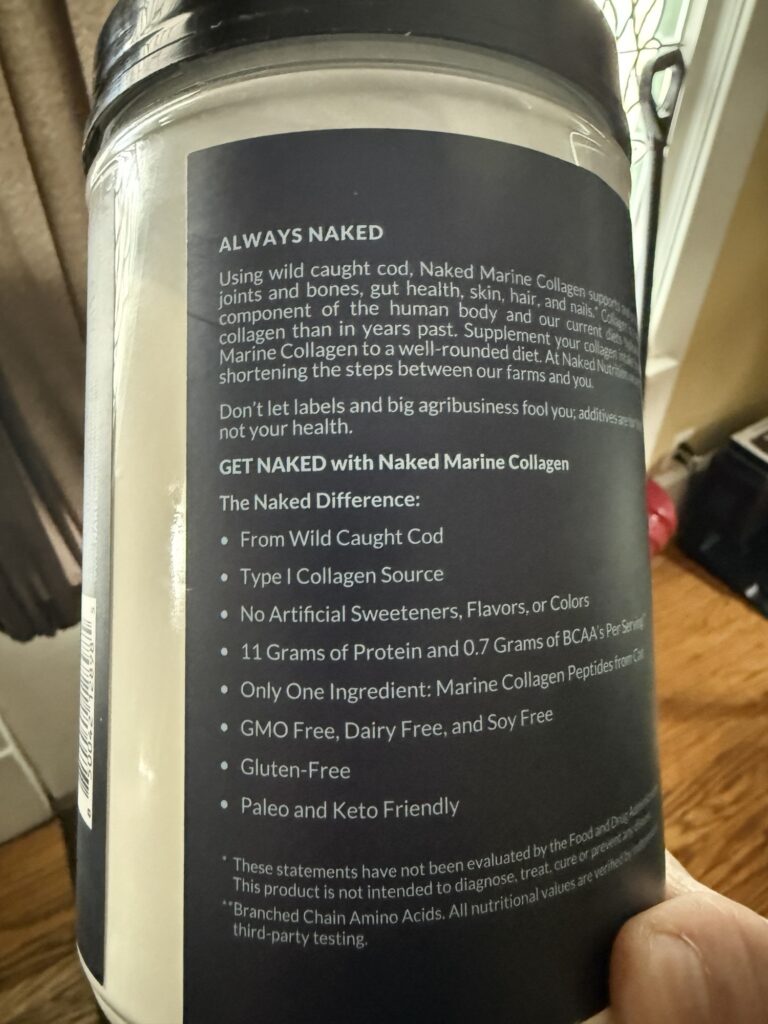 ALWAYS NAKED
Using wild caught cod, Naked Marine Collagen supports
joints and bones, gut health, skin, hair, and nails.* Collagen
component of the human body and our current diets
collagen than in years past. Supplement your collagen
Marine Collagen to a well-rounded diet. At Naked Nutrition
shortening the steps between our farms and you.
Don't let labels and big agribusiness fool you; additives are
not your health.
GET NAKED with Naked Marine Collagen
The Naked Difference:
• From Wild Caught Cod
• Type I Collagen Source
• No Artificial Sweeteners, Flavors, or Colors
• 11 Grams of Protein and 0.7 Grams of BCAA's Per Serving**
• Only One Ingredient: Marine Collagen Peptides from Cod
• GMO Free, Dairy Free, and Soy Free
• Gluten-Free
• Paleo and Keto Friendly
* These statements have not been evaluated by the Food and Drug
This product is not intended to diagnose, treat, cure or prevent any disease.
**Branched Chain Amino Acids. All nutritional values are verified by
third-party testing.